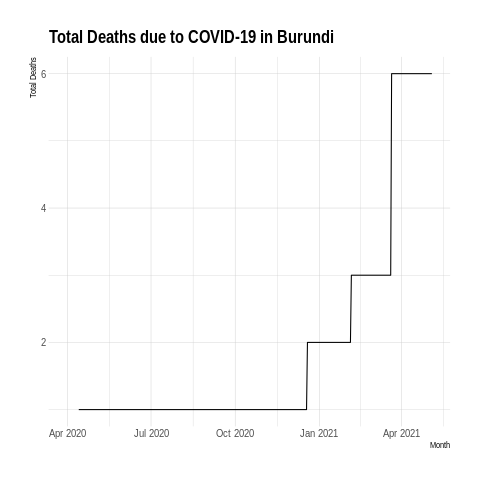 Total Deaths due to COVID-19 in Burundi
Total Deaths
6
4
2
Apr 2020 Jul 2020 Oct 2020 Jan 2021 Apr 2021
Month